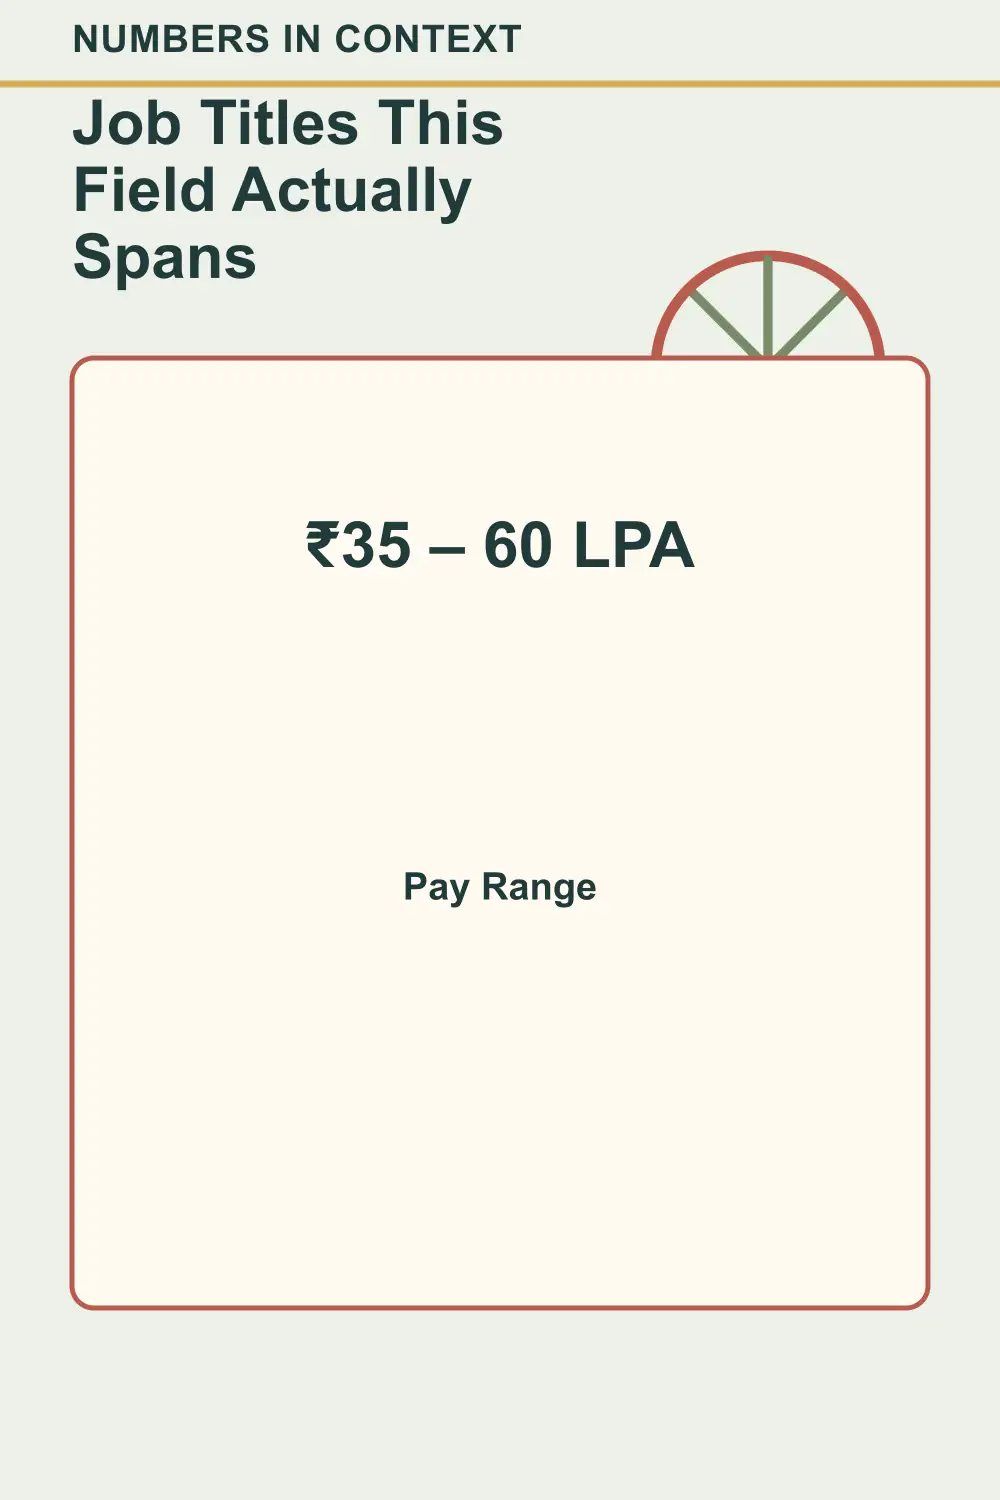 NUMBERS IN CONTEXT
Job Titles This
Field Actually
Spans
₹35 – 60 LPA
Pay Range